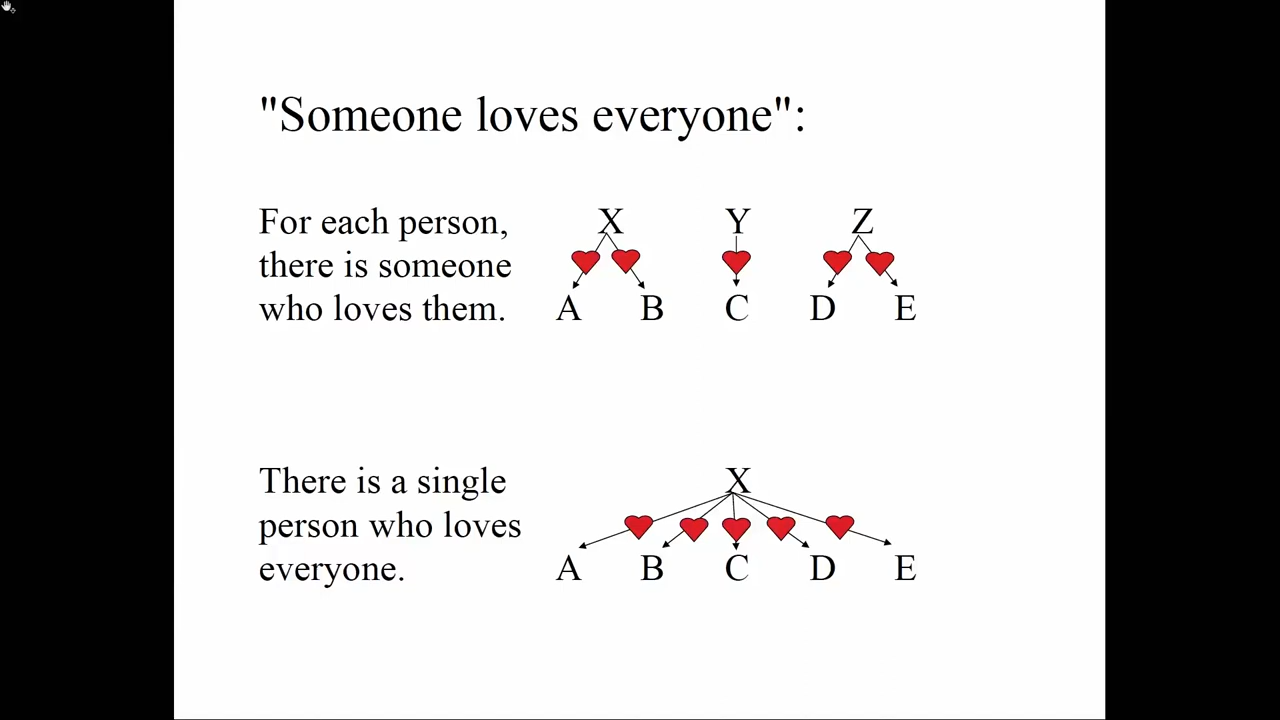 "Someone loves everyone":
For each person,
there is someone
who loves them.
X Y Z
A B C D E
There is a single
person who loves
everyone.
X
A B C D E